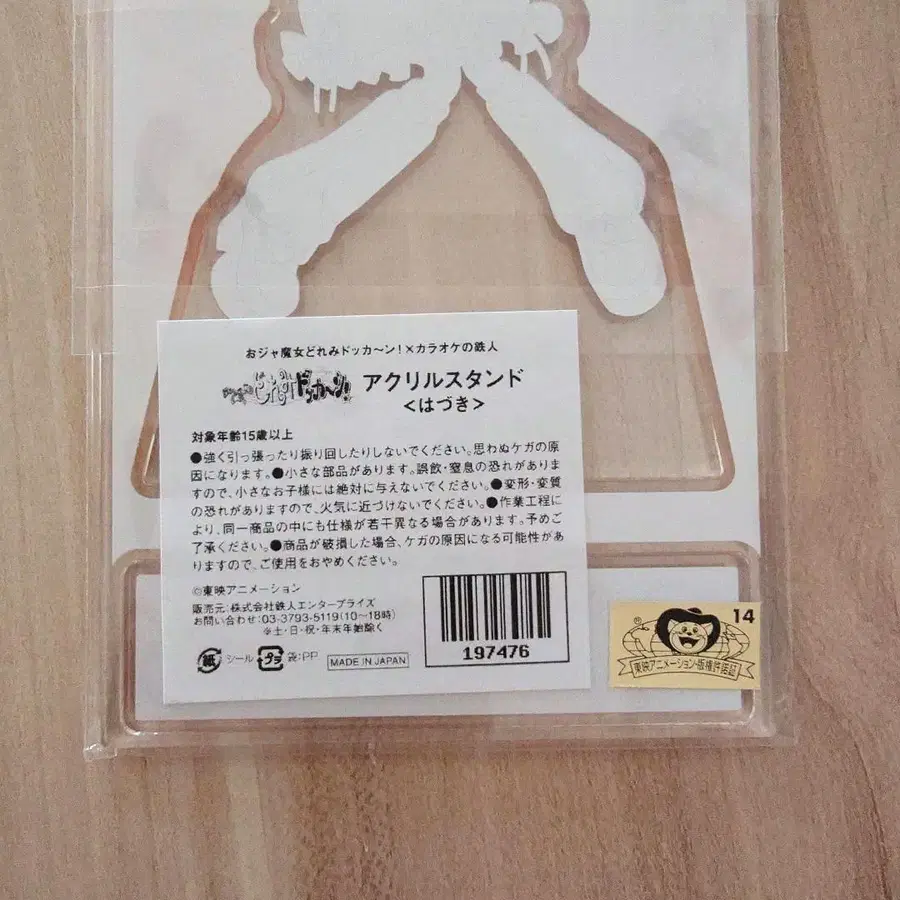 おジャ魔女どれみドッカ〜ン!×カラオケの鉄人
おジャ魔女どれみドッカ〜ン! アクリルスタンド
<はづき>
対象年齢15歳以上
●強く引っ張ったり振り回したりしないでください。思わぬケガの原
因になります。●小さな部品があります。誤飲・窒息の恐れがありま
すので、小さなお子様には絶対に与えないでください。●変形・変質
の恐れがありますので、火気に近づけないでください。●作業工程に
より、同一商品の中にも仕様が若干異なる場合があります。予めご
了承ください。●商品が破損した場合、ケガの原因になる可能性があ
りますので、ご使用をおやめください。
©東映アニメーション
販売元:株式会社鉄人エンタープライズ
お問い合わせ:03-3793-5119(10〜18時)
※土・日・祝・年末年始除く
紙 シール プラ 袋:PP MADE IN JAPAN
197476
14
®
東映アニメーション・版権許諾証